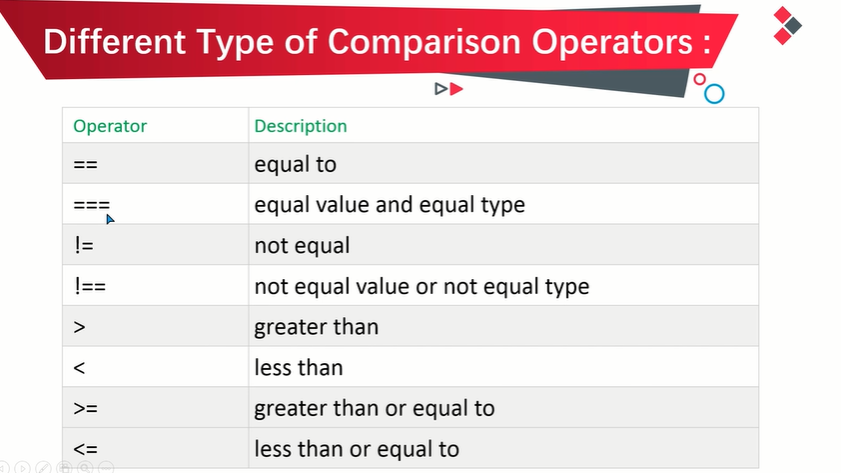 Different Type of Comparison Operators :
Operator Description
== equal to
=== equal value and equal type
!= not equal
!== not equal value or not equal type
> greater than
< less than
>= greater than or equal to
<= less than or equal to